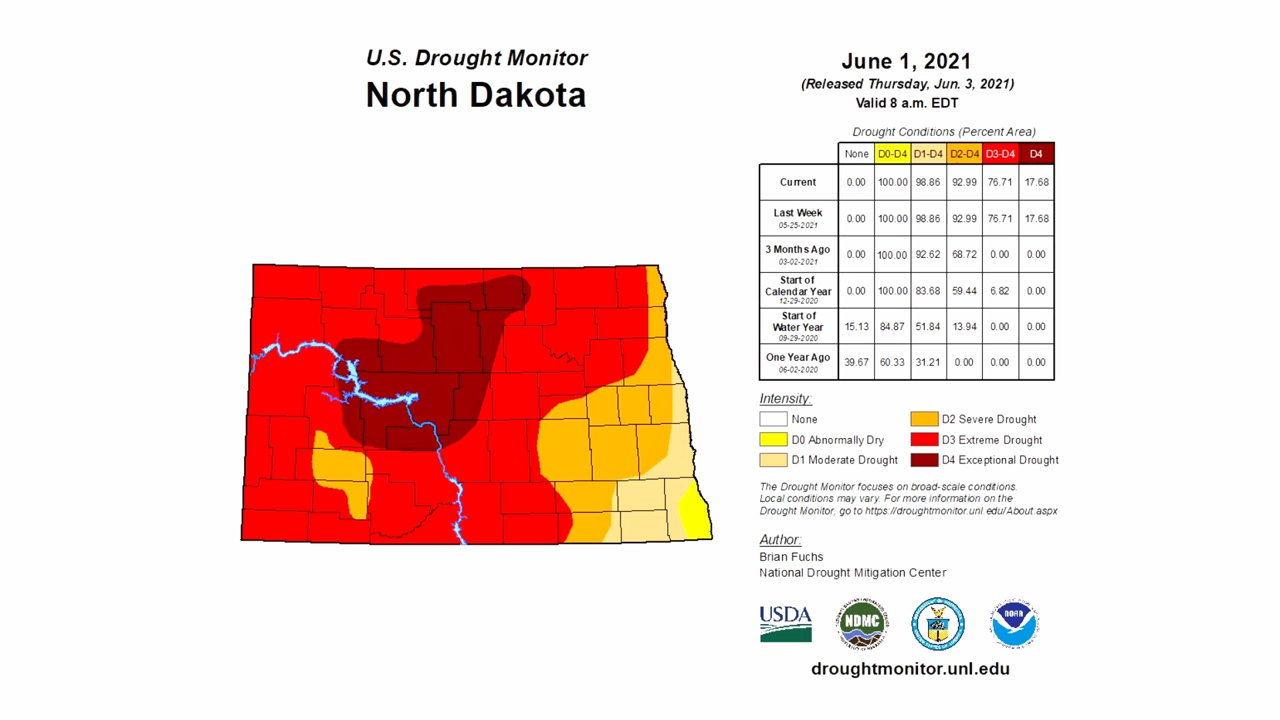 U.S. Drought Monitor
North Dakota
June 1, 2021
(Released Thursday, Jun. 3, 2021)
Valid 8 a.m. EDT
Drought Conditions (Percent Area)
None D0-D4 D1-D4 D2-D4 D3-D4 D4
Current 0.00 100.00 98.86 92.99 76.71 17.68
Last Week 0.00 100.00 98.86 92.99 76.71 17.68
05-25-2021
3 Months Ago 0.00 100.00 92.62 68.72 0.00 0.00
03-02-2021
Start of
Calendar Year 0.00 100.00 83.68 59.44 6.82 0.00
12-29-2020
Start of
Water Year 15.13 84.87 51.84 13.94 0.00 0.00
09-29-2020
One Year Ago 39.67 60.33 31.21 0.00 0.00 0.00
06-02-2020
Intensity:
None
D0 Abnormally Dry
D1 Moderate Drought
D2 Severe Drought
D3 Extreme Drought
D4 Exceptional Drought
The Drought Monitor focuses on broad-scale conditions.
Local conditions may vary. For more information on the
Drought Monitor, go to https://droughtmonitor.unl.edu/About.aspx
Author:
Brian Fuchs
National Drought Mitigation Center
USDA
NDMC
NOAA
droughtmonitor.unl.edu